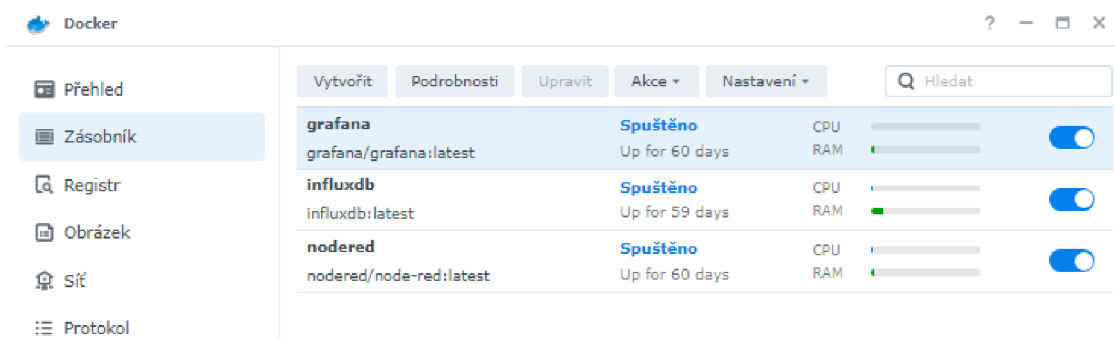 Docker
?
Přehled
Zásobník
Registr
Obrázek
Síť
Protokol
Vytvořit Podrobnosti Upravit Akce Nastavení Hledat
grafana Spuštěno CPU
grafana/grafana:latest Up for 60 days RAM
influxdb Spuštěno CPU
influxdb:latest Up for 59 days RAM
nodered Spuštěno CPU
nodered/node-red:latest Up for 60 days RAM